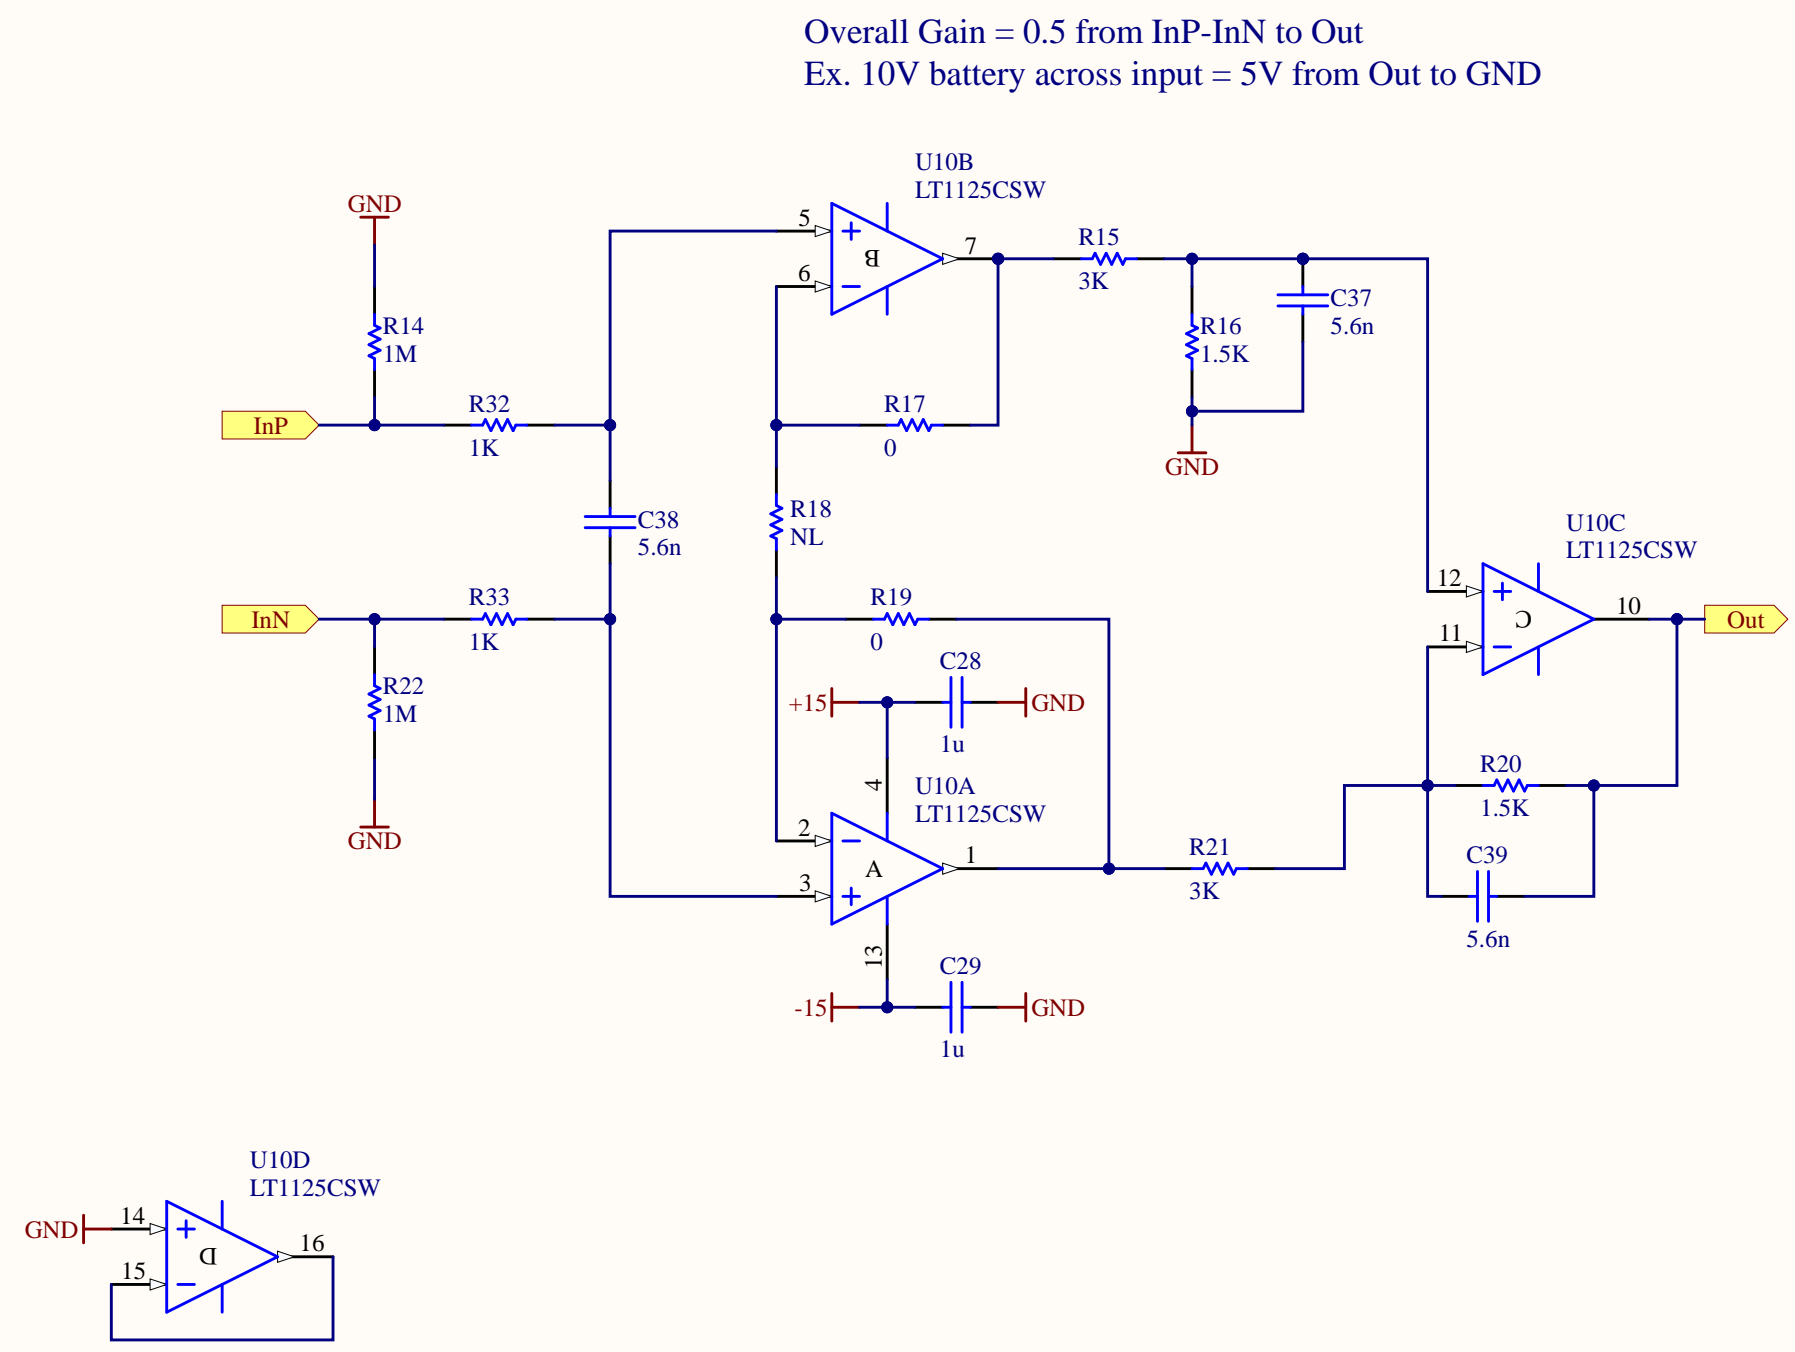 Overall Gain = 0.5 from InP-InN to Out
Ex. 10V battery across input = 5V from Out to GND
U10B
LT1125CSW
GND
5
+
B
7
6
−
R15
3K
R14
1M
R16
1.5K
C37
5.6n
InP
R32
1K
R17
0
GND
C38
5.6n
R18
NL
U10C
LT1125CSW
12
+
C
10
11
−
Out
InN
R33
1K
R19
0
R22
1M
C28
+15
GND
1u
4
U10A
LT1125CSW
GND
2
−
A
1
3
+
R21
3K
R20
1.5K
C39
5.6n
13
C29
-15
GND
1u
U10D
LT1125CSW
GND
14
+
D
16
15
−